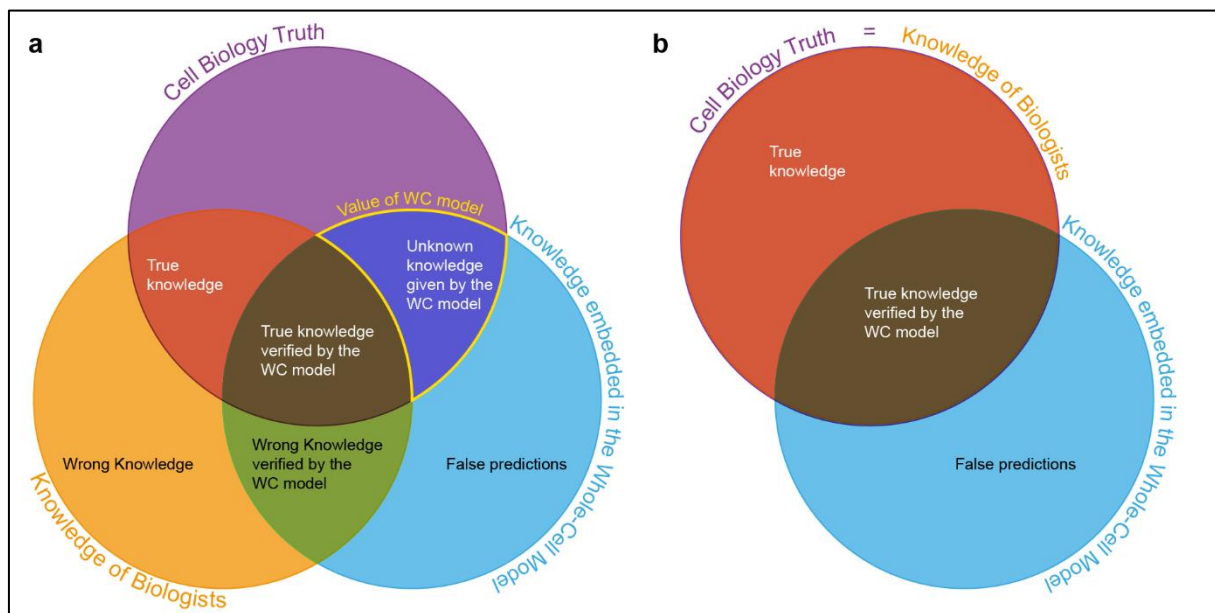 a
Cell Biology Truth
Value of WC model
Knowledge embedded in the Whole-Cell Model
Unknown
knowledge
given by the
WC model
True
knowledge
True knowledge
verified by the
WC model
Wrong Knowledge
Wrong Knowledge
verified by the
WC model
False predictions
Knowledge of Biologists
b
Cell Biology Truth = Knowledge of Biologists
True
knowledge
Knowledge embedded in the Whole-Cell Model
True knowledge
verified by the
WC model
False predictions